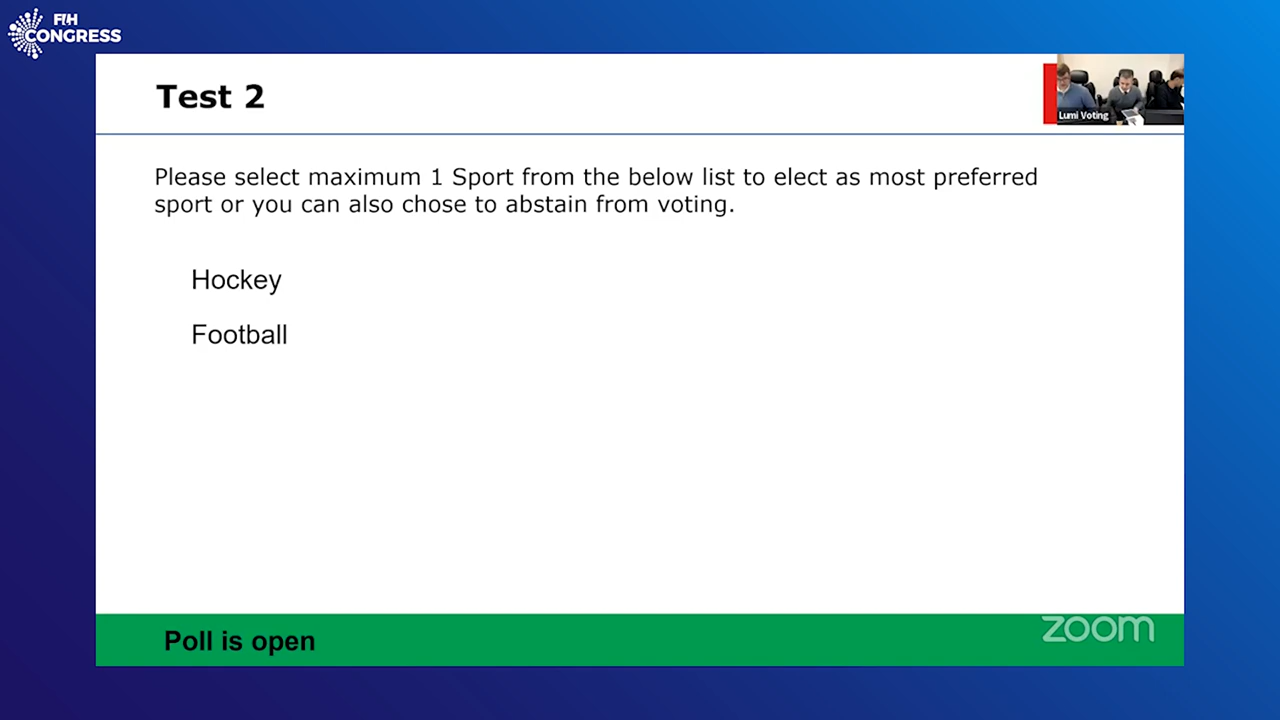 FIH
CONGRESS
Test 2
Lumi Voting
Please select maximum 1 Sport from the below list to elect as most preferred
sport or you can also chose to abstain from voting.
Hockey
Football
Poll is open
zoom